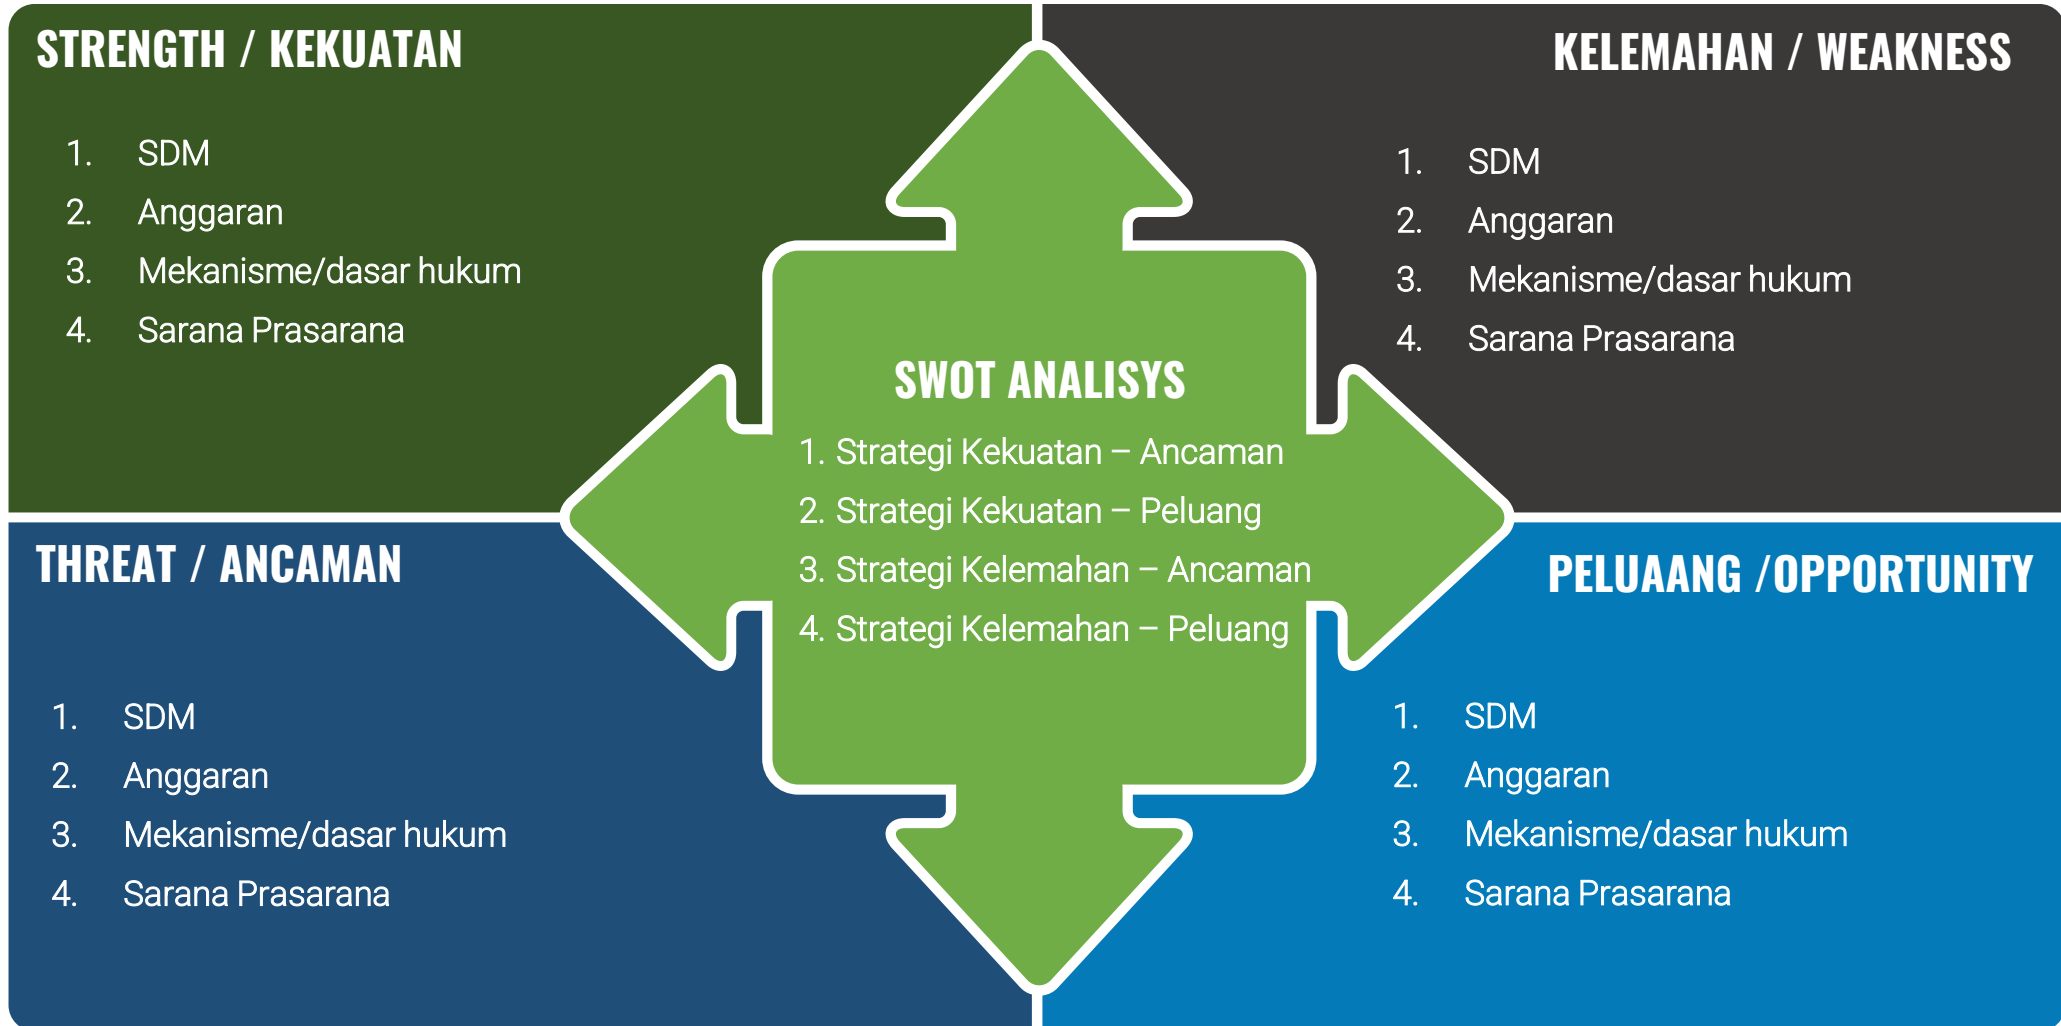 STRENGTH / KEKUATAN
1. SDM
2. Anggaran
3. Mekanisme/dasar hukum
4. Sarana Prasarana
KELEMAHAN / WEAKNESS
1. SDM
2. Anggaran
3. Mekanisme/dasar hukum
4. Sarana Prasarana
SWOT ANALISYS
1. Strategi Kekuatan – Ancaman
2. Strategi Kekuatan – Peluang
3. Strategi Kelemahan – Ancaman
4. Strategi Kelemahan – Peluang
THREAT / ANCAMAN
1. SDM
2. Anggaran
3. Mekanisme/dasar hukum
4. Sarana Prasarana
PELUAANG /OPPORTUNITY
1. SDM
2. Anggaran
3. Mekanisme/dasar hukum
4. Sarana Prasarana